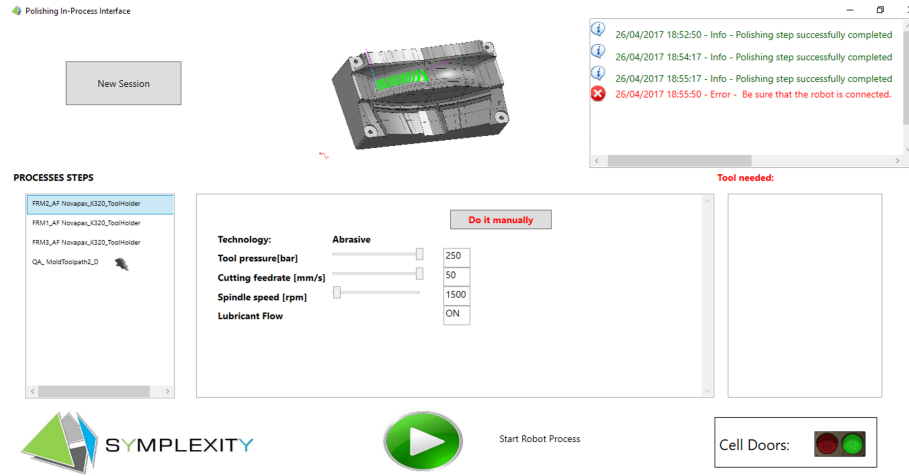 Polishing In-Process Interface
New Session
26/04/2017 18:52:50 - Info - Polishing step successfully completed
26/04/2017 18:54:17 - Info - Polishing step successfully completed
26/04/2017 18:55:17 - Info - Polishing step successfully completed
26/04/2017 18:55:50 - Error - Be sure that the robot is connected.
PROCESSES STEPS
Tool needed:
FRM2_AF Novapax_K320_ToolHolder
FRM1_AF Novapax_K320_ToolHolder
FRM3_AF Novapax_K320_ToolHolder
QA_ MoldToolpath2_D
Do it manually
Technology: Abrasive
Tool pressure[bar] 250
Cutting feedrate [mm/s] 50
Spindle speed [rpm] 1500
Lubricant Flow ON
SYMPLEXITY
Start Robot Process
Cell Doors: